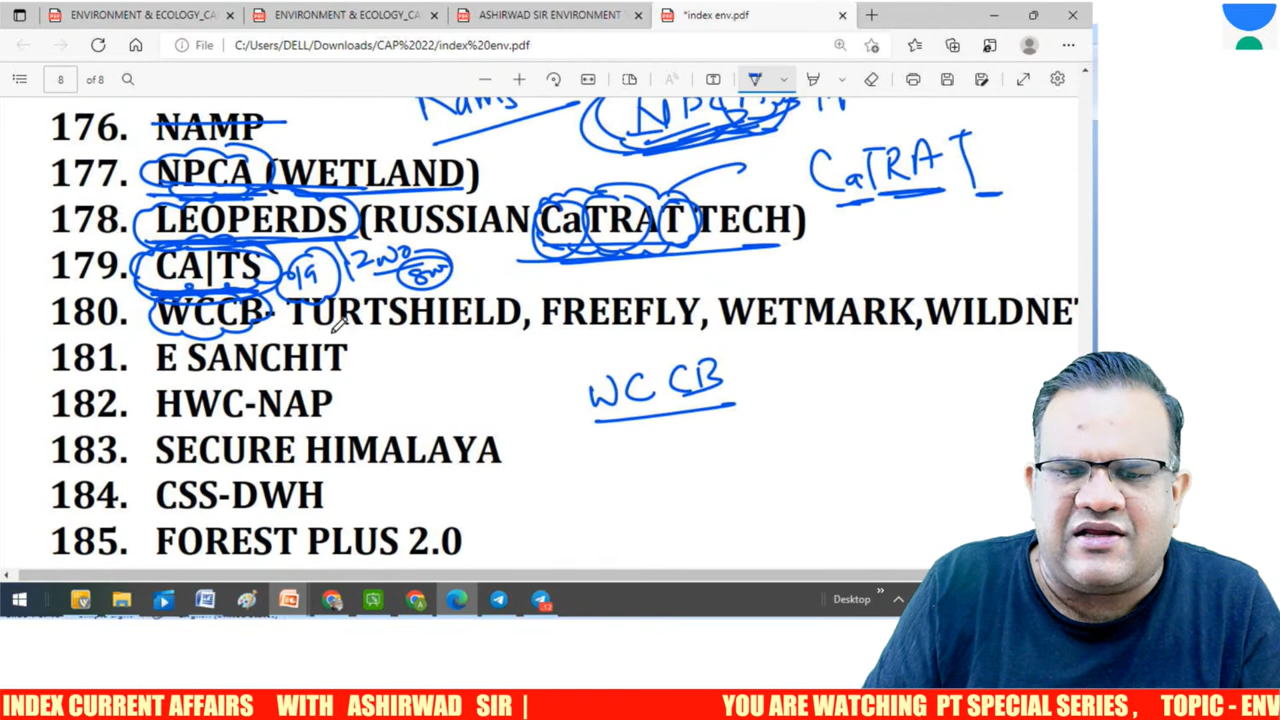 ENVIRONMENT & ECOLOGY_CA ENVIRONMENT & ECOLOGY_CA ASHIRWAD SIR ENVIRONMENT *index env.pdf
File C:/Users/DELL/Downloads/CAP%2022/index%20env.pdf
8 of 8
176. NAMP
CaTRAT
177. NPCA (WETLAND)
178. LEOPERDS (RUSSIAN CaTRAT TECH)
179. CA|TS
180. WCCB- TURTSHIELD, FREEFLY, WETMARK,WILDNET
181. E SANCHIT
WCCB
182. HWC-NAP
183. SECURE HIMALAYA
184. CSS-DWH
185. FOREST PLUS 2.0
Desktop
INDEX CURRENT AFFAIRS WITH ASHIRWAD SIR | YOU ARE WATCHING PT SPECIAL SERIES , TOPIC - ENV